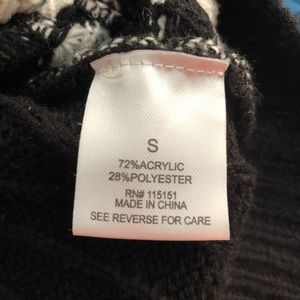 S
72%ACRYLIC
28%POLYESTER
RN# 115151
MADE IN CHINA
SEE REVERSE FOR CARE